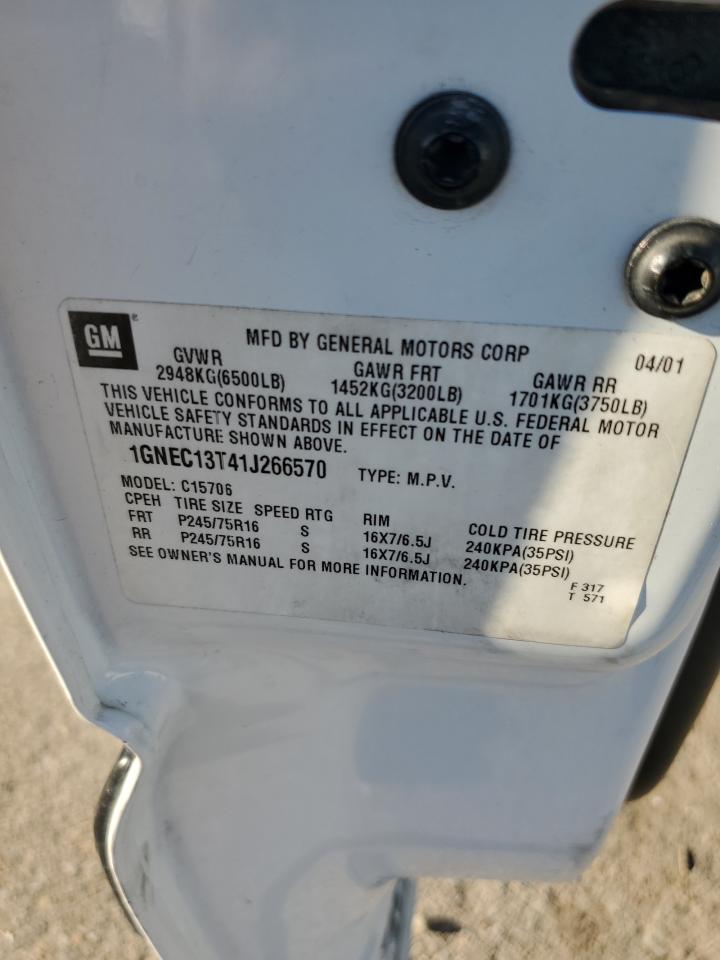 GM ®
MFD BY GENERAL MOTORS CORP 04/01
GVWR GAWR FRT GAWR RR
2948KG(6500LB) 1452KG(3200LB) 1701KG(3750LB)
THIS VEHICLE CONFORMS TO ALL APPLICABLE U.S. FEDERAL MOTOR
VEHICLE SAFETY STANDARDS IN EFFECT ON THE DATE OF
MANUFACTURE SHOWN ABOVE.
1GNEC13T41J266570 TYPE: M.P.V.
MODEL: C15706
CPEH TIRE SIZE SPEED RTG RIM COLD TIRE PRESSURE
FRT P245/75R16 S 16X7/6.5J 240KPA(35PSI)
RR P245/75R16 S 16X7/6.5J 240KPA(35PSI)
SEE OWNER'S MANUAL FOR MORE INFORMATION.
F 317
T 571